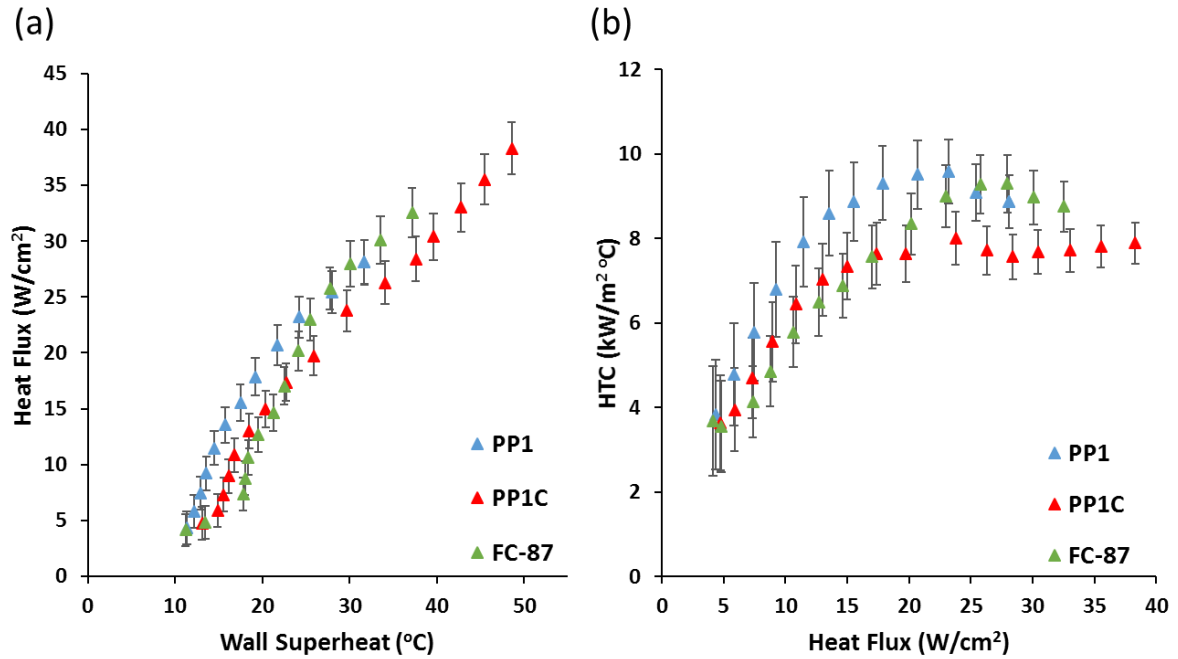 (a)
Heat Flux (W/cm²)
45
40
35
30
25
20
15
10
5
0
0 10 20 30 40 50
Wall Superheat (ºC)
PP1
PP1C
FC-87
(b)
HTC (kW/m² ºC)
12
10
8
6
4
2
0
0 5 10 15 20 25 30 35 40
Heat Flux (W/cm²)
PP1
PP1C
FC-87